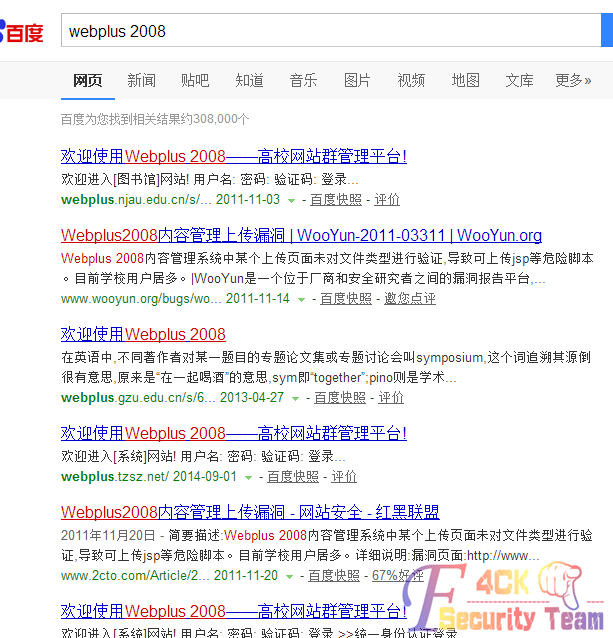 百度
webplus 2008
网页 新闻 贴吧 知道 音乐 图片 视频 地图 文库 更多»
百度为您找到相关结果约308,000个
欢迎使用Webplus 2008——高校网站群管理平台!
欢迎进入[图书馆]网站! 用户名: 密码: 验证码: 登录...
webplus.njau.edu.cn/s/... 2011-11-03 - 百度快照 - 评价
Webplus2008内容管理上传漏洞 | WooYun-2011-03311 | WooYun.org
Webplus 2008内容管理系统中某个上传页面未对文件类型进行验证,导致可上传jsp等危险脚本
。目前学校用户居多。|WooYun是一个位于厂商和安全研究者之间的漏洞报告平台,...
www.wooyun.org/bugs/wo... 2011-11-14 - 百度快照 - 邀您点评
欢迎使用Webplus 2008
在英语中,不同著作者对某一题目的专题论文集或专题讨论会叫symposium,这个词追溯其源倒
很有意思,原来是“在一起喝酒”的意思,sym即“together”;pino则是学术...
webplus.gzu.edu.cn/s/6... 2013-04-27 - 百度快照 - 评价
欢迎使用Webplus 2008——高校网站群管理平台!
欢迎进入[系统]网站! 用户名: 密码: 验证码: 登录...
webplus.tzsz.net/ 2014-09-01 - 百度快照 - 评价
Webplus2008内容管理上传漏洞 - 网站安全 - 红黑联盟
2011年11月20日 - 简要描述:Webplus 2008内容管理系统中某个上传页面未对文件类型进行验
证,导致可上传jsp等危险脚本。目前学校用户居多。详细说明:漏洞页面:http://www...
www.2cto.com/Article/2... 2011-11-20 - 百度快照 - 67%好评
欢迎使用Webplus 2008——高校网站群管理平台!
欢迎进入[系统]网站! 用户名: 密码: 验证码: 登录 >>统一身份认证登录
F4CK
Security Team